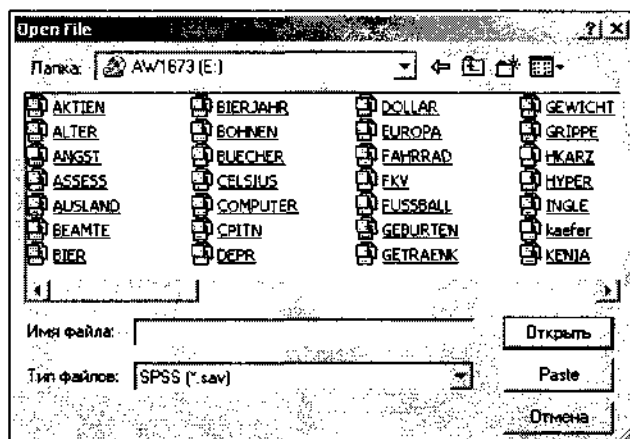 Open File
Папка: AW1673 (E:)
AKTIEN BIERJAHR DOLLAR GEWICHT
ALTER BOHNEN EUROPA GRIPPE
ANGST BUECHER FAHRRAD HKARZ
ASSESS CELSIUS FKV HYPER
AUSLAND COMPUTER FUSSBALL INGLE
BEAMTE CPITN GEBURTEN kaefer
BIER DEPR GETRAENK KENIA
Имя файла: Открыть
Тип файлов: SPSS (*.sav) Paste
Отмена